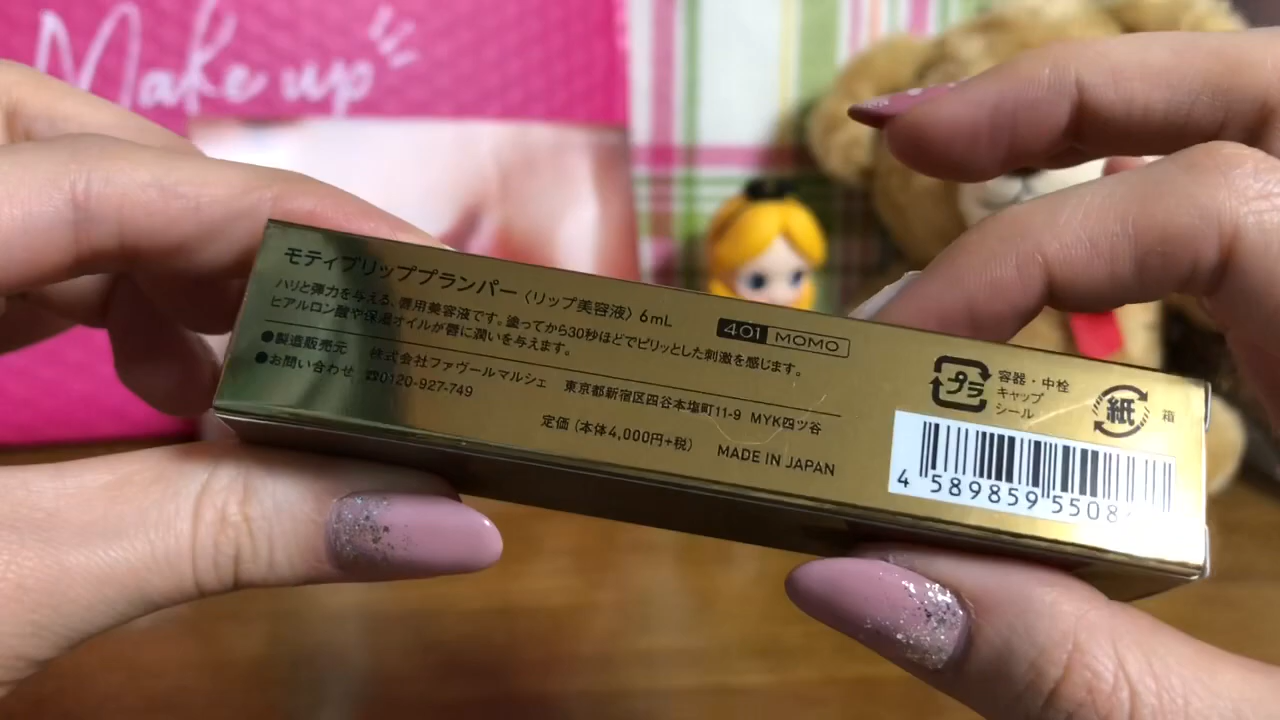 Make up
モティブリッププランパー〈リップ美容液〉6mL
401 MOMO
ハリと弾力を与える、唇用美容液です。塗ってから30秒ほどでピリッとした刺激を感じます。
ヒアルロン酸や保湿オイルが唇に潤いを与えます。
●製造販売元 株式会社ファヴールマルシェ 東京都新宿区四谷本塩町11-9 MYK四ツ谷
●お問い合わせ ☎0120-927-749
定価(本体4,000円+税) MADE IN JAPAN
プラ
容器・中栓
キャップ
シール
紙
箱
4 589859 5508